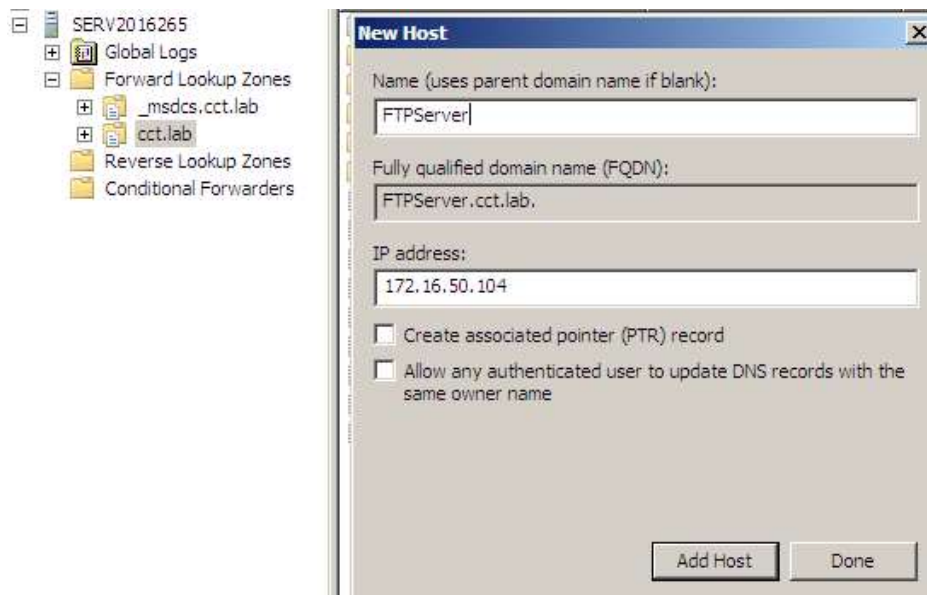 SERV2016265
Global Logs
Forward Lookup Zones
_msdcs.cct.lab
cct.lab
Reverse Lookup Zones
Conditional Forwarders
New Host
Name (uses parent domain name if blank):
FTPServer
Fully qualified domain name (FQDN):
FTPServer.cct.lab.
IP address:
172.16.50.104
Create associated pointer (PTR) record
Allow any authenticated user to update DNS records with the
same owner name
Add Host
Done